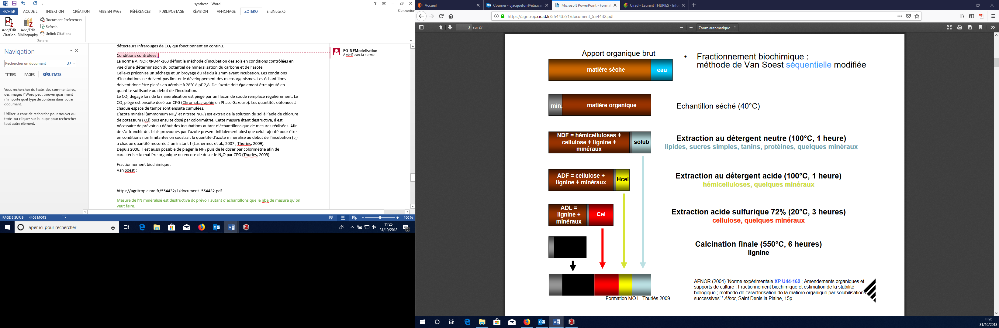 synthèse - Word
FICHIER ACCUEIL INSERTION CRÉATION MISE EN PAGE RÉFÉRENCES PUBLIPOSTAGE RÉVISION AFFICHAGE ZOTERO EndNote X5 Connexion
Add/Edit Citation
Add/Edit Bibliography
Document Preferences
Refresh
Unlink Citations
Zotero
Navigation
Rechercher un document
TITRES PAGES RÉSULTATS
Vous recherchez du texte, des commentaires,
des images ? Word peut trouver quasiment
n'importe quel type de contenu dans votre
document.
Utilisez la zone de recherche pour trouver du
texte, ou cliquez sur la loupe pour rechercher
tout autre élément.
détecteurs infrarouges de CO₂ qui fonctionnent en continu.
Conditions contrôlées :
La norme AFNOR XPU44-163 définit la méthode d'incubation des sols en conditions contrôlées en
vue d'une détermination du potentiel de minéralisation du carbone et de l'azote.
Celle-ci préconise un séchage et un broyage du résidu à 1mm avant incubation. Les conditions
d'incubations ne doivent pas limiter le développement des microorganismes. Les échantillons
doivent donc être placés en aérobie à 28°C à pF 2,8. De l'azote doit également être ajouté en
quantité suffisante au début de l'incubation.
Le CO₂ dégagé lors de la minéralisation est piégé par un flacon de soude remplacé régulièrement. Le
CO₂ piégé est ensuite dosé par CPG (Chromatagraphie en Phase Gazeuse). Les quantités obtenues à
chaque espace de temps sont ensuite cumulées.
L'azote minéral (ammonium NH₄⁺ et nitrate NO₃⁻) est extrait de la solution du sol à l'aide de chlorure
de potassium (KCl) puis ensuite dosé par colorimétrie. Cette mesure étant destructive, il est
nécessaire de prévoir au début des incubations autant d'échantillons que de mesures réalisées. Afin
de s'affranchir des biais provoqués par l'azote présent initialement ainsi que celui rajouté pour être
en conditions non limitantes on soustrait la quantité d'azote minéralisé au début de l'incubation (t₀)
à chaque quantité mesurée à un instant t (Lashermes et al., 2007 ; Thuriès, 2009).
Depuis 2006, il est aussi possible de piéger le NH₃ puis de le doser par colorimétrie afin de
caractériser la matière organique ou encore de doser le N₂O par CPG (Thuriès, 2009).
Fractionnement biochimique :
Van Soest :
https://agritrop.cirad.fr/554432/1/document_554432.pdf
Mesure de l'N minéralisé est destructive dc prévoir autant d'échantillons que le nbe de mesure qu'on
veut faire.
PO-NPModelisation
A vérif avec la norme
PAGE 8 SUR 9 4406 MOTS 100 %
Taper ici pour rechercher
11:26
31/10/2018
5
Accueil
Courrier - cjacqueton@etu.isa
Microsoft PowerPoint - Forma
Cirad - Laurent THURIES - Info
https://agritrop.cirad.fr/554432/1/document_554432.pdf
3 sur 27
Zoom automatique
Apport organique brut
matière sèche eau
• Fractionnement biochimique :
méthode de Van Soest séquentielle modifiée
min. matière organique
Echantillon séché (40°C)
NDF = hémicelluloses +
cellulose + lignine +
minéraux
solub
Extraction au détergent neutre (100°C, 1 heure)
lipides, sucres simples, tanins, protéines, quelques minéraux
ADF = cellulose +
lignine + minéraux
Hcel
Extraction au détergent acide (100°C, 1 heure)
hémicelluloses, quelques minéraux
ADL =
lignine +
minéraux
Cel
Extraction acide sulfurique 72% (20°C, 3 heures)
cellulose, quelques minéraux
Calcination finale (550°C, 6 heures)
lignine
AFNOR (2004) 'Norme expérimentale XP U44-162 ; Amendements organiques et
supports de culture ; Fractionnement biochimique et estimation de la stabilité
biologique ; méthode de caractérisation de la matière organique par solubilisations
successives'.' Afnor, Saint Denis la Plaine, 15p.
Formation MO L. Thuriès 2009
11:26
31/10/2018